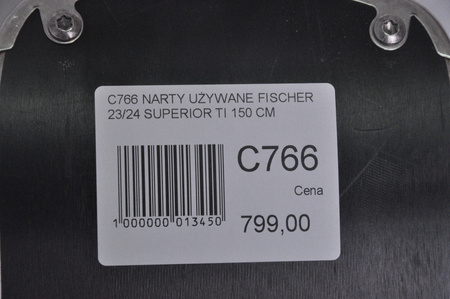 C766 NARTY UŻYWANE FISCHER
23/24 SUPERIOR TI 150 CM
C766
Cena
1 000000 013450
799,00